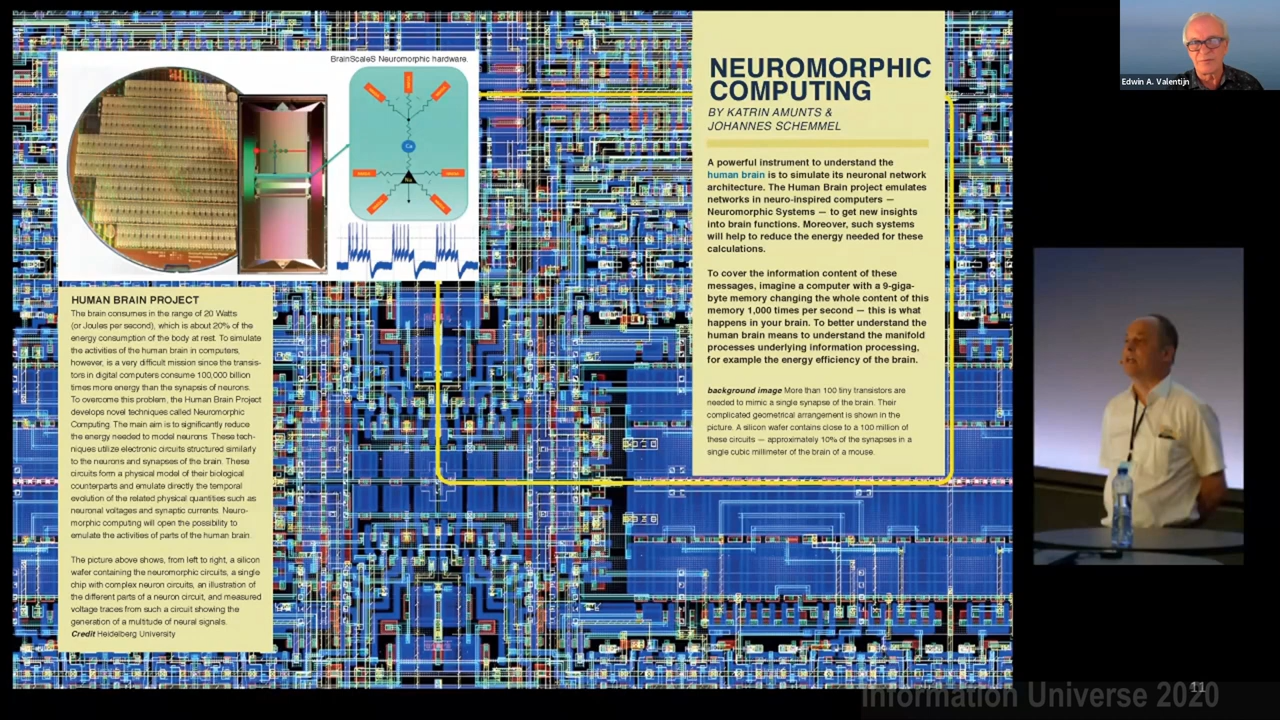 BrainScaleS Neuromorphic hardware.
Ca
Na
HUMAN BRAIN PROJECT
The brain consumes in the range of 20 Watts
(or Joules per second), which is about 20% of the
energy consumption of the body at rest. To simulate
the activities of the human brain in computers,
however, is a very difficult mission since the transis-
tors in digital computers consume 100,000 billion
times more energy than the synapsis of neurons.
To overcome this problem, the Human Brain Project
develops novel techniques called Neuromorphic
Computing. The main aim is to significantly reduce
the energy needed to model neurons. These tech-
niques utilize electronic circuits structured similarly
to the neurons and synapses of the brain. These
circuits form a physical model of their biological
counterparts and emulate directly the temporal
evolution of the related physical quantities such as
neuronal voltages and synaptic currents. Neuro-
morphic computing will open the possibility to
emulate the activities of parts of the human brain.
The picture above shows, from left to right, a silicon
wafer containing the neuromorphic circuits, a single
chip with complex neuron circuits, an illustration of
the different parts of a neuron circuit, and measured
voltage traces from such a circuit showing the
generation of a multitude of neural signals.
Credit Heidelberg University
NEUROMORPHIC
COMPUTING
BY KATRIN AMUNTS &
JOHANNES SCHEMMEL
A powerful instrument to understand the
human brain is to simulate its neuronal network
architecture. The Human Brain project emulates
networks in neuro-inspired computers —
Neuromorphic Systems — to get new insights
into brain functions. Moreover, such systems
will help to reduce the energy needed for these
calculations.
To cover the information content of these
messages, imagine a computer with a 9-giga-
byte memory changing the whole content of this
memory 1,000 times per second — this is what
happens in your brain. To better understand the
human brain means to understand the manifold
processes underlying information processing,
for example the energy efficiency of the brain.
background image More than 100 tiny transistors are
needed to mimic a single synapse of the brain. Their
complicated geometrical arrangement is shown in the
picture. A silicon wafer contains close to a 100 million of
these circuits — approximately 10% of the synapses in a
single cubic millimeter of the brain of a mouse.
Edwin A. Valentijn
11
Information Universe 2020